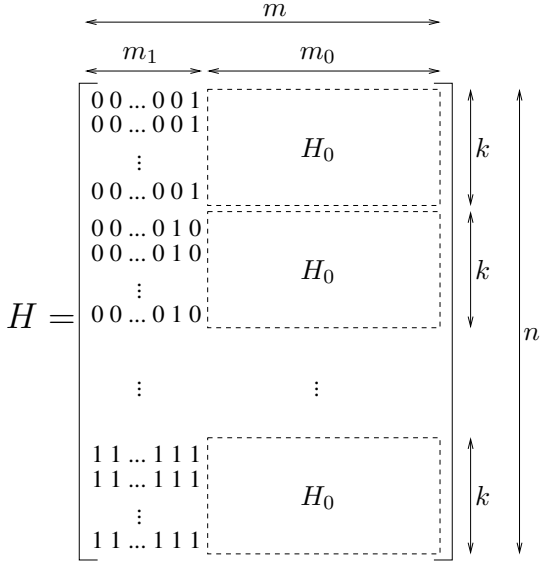 m
m₁ m₀
0 0 ... 0 0 1
0 0 ... 0 0 1
⋮ H₀ k
0 0 ... 0 0 1
0 0 ... 0 1 0
0 0 ... 0 1 0
⋮ H₀ k
H = 0 0 ... 0 1 0
n
⋮ ⋮
1 1 ... 1 1 1
1 1 ... 1 1 1
⋮ H₀ k
1 1 ... 1 1 1